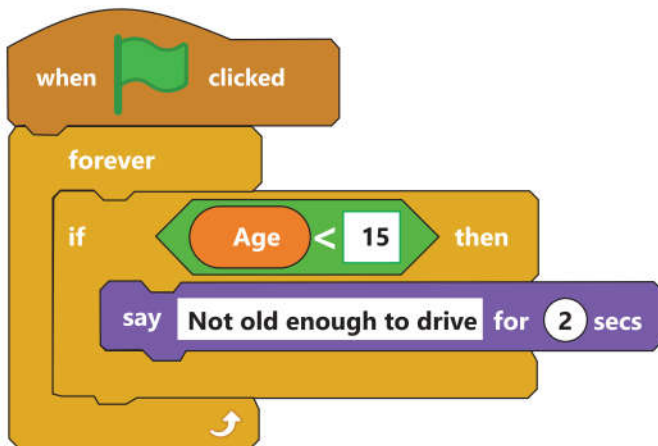 when clicked
forever
if Age < 15 then
say Not old enough to drive for 2 secs